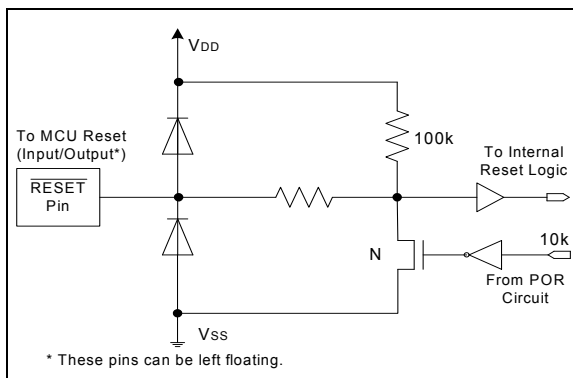 VDD
To MCU Reset
(Input/Output*)
RESET
Pin
100k
To Internal
Reset Logic
N
10k
From POR
Circuit
VSS
* These pins can be left floating.